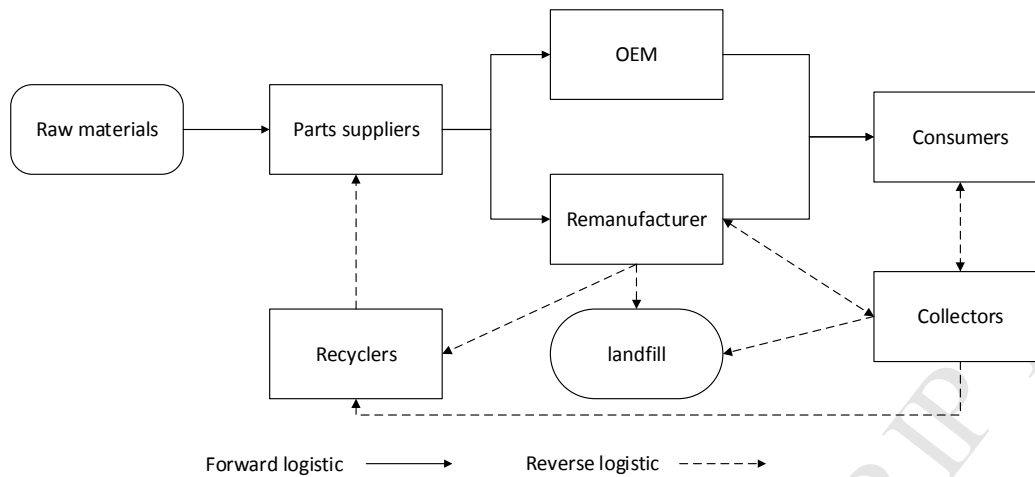 OEM
Raw materials
Parts suppliers
Consumers
Remanufacturer
Collectors
Recyclers
landfill
Forward logistic
Reverse logistic